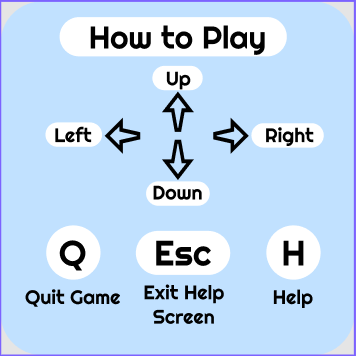 How to Play
Up
Left
Right
Down
Q
Esc
H
Quit Game
Exit Help
Screen
Help